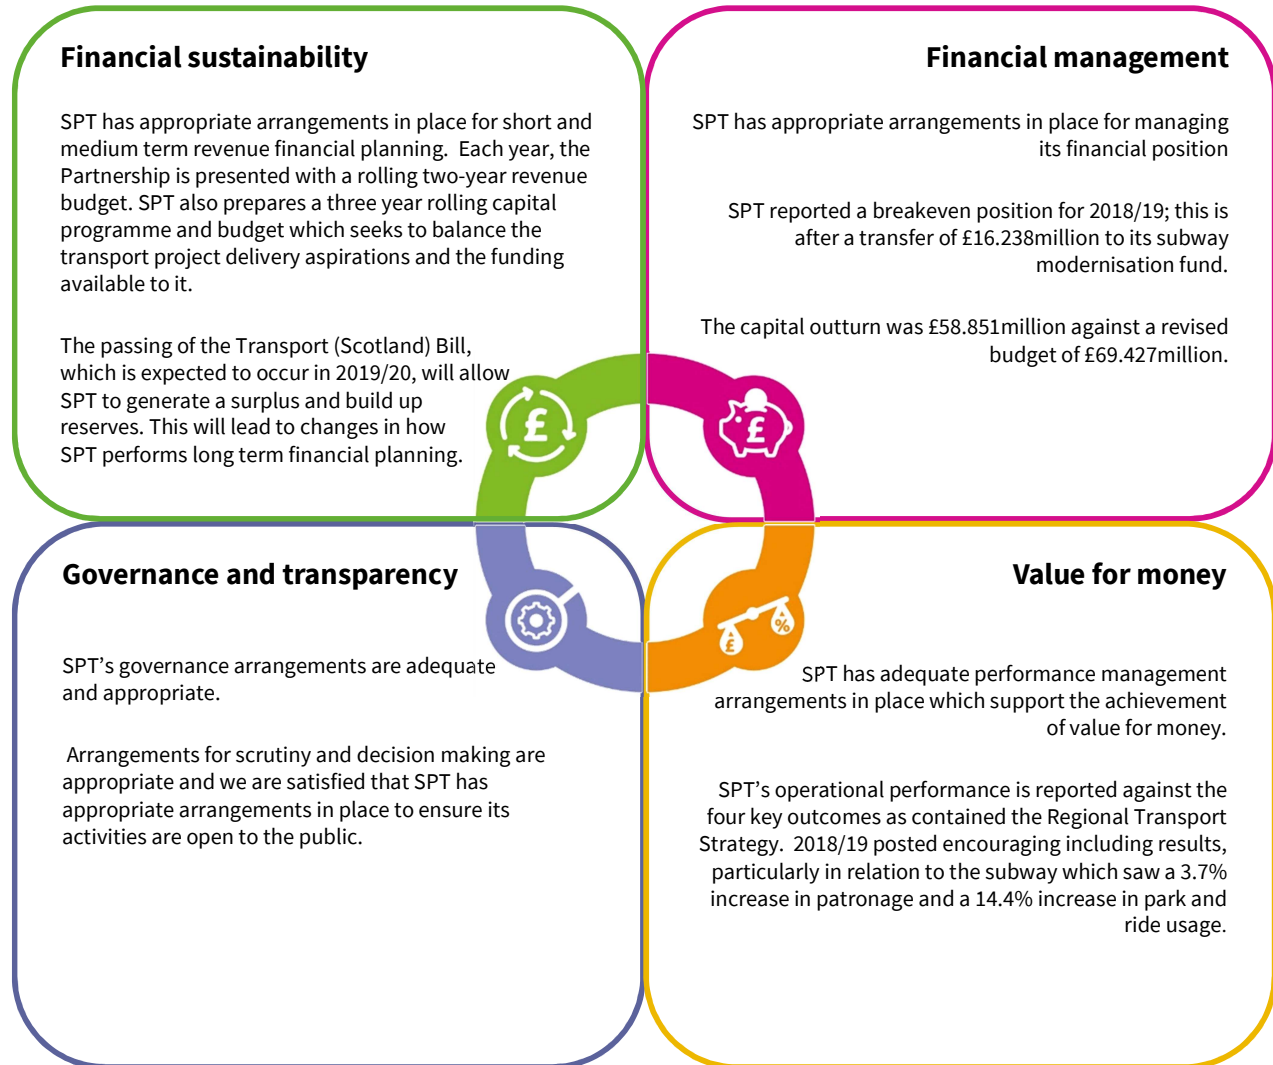 Financial sustainability
SPT has appropriate arrangements in place for short and
medium term revenue financial planning.  Each year, the
Partnership is presented with a rolling two-year revenue
budget. SPT also prepares a three year rolling capital
programme and budget which seeks to balance the
transport project delivery aspirations and the funding
available to it.
The passing of the Transport (Scotland) Bill,
which is expected to occur in 2019/20, will allow
SPT to generate a surplus and build up
reserves. This will lead to changes in how
SPT performs long term financial planning.
£
Financial management
SPT has appropriate arrangements in place for managing
its financial position
SPT reported a breakeven position for 2018/19; this is
after a transfer of £16.238million to its subway
modernisation fund.
The capital outturn was £58.851million against a revised
budget of £69.427million.
£
Governance and transparency
SPT’s governance arrangements are adequate
and appropriate.
Arrangements for scrutiny and decision making are
appropriate and we are satisfied that SPT has
appropriate arrangements in place to ensure its
activities are open to the public.
Value for money
£ %
SPT has adequate performance management
arrangements in place which support the achievement
of value for money.
SPT’s operational performance is reported against the
four key outcomes as contained the Regional Transport
Strategy.  2018/19 posted encouraging including results,
particularly in relation to the subway which saw a 3.7%
increase in patronage and a 14.4% increase in park and
ride usage.